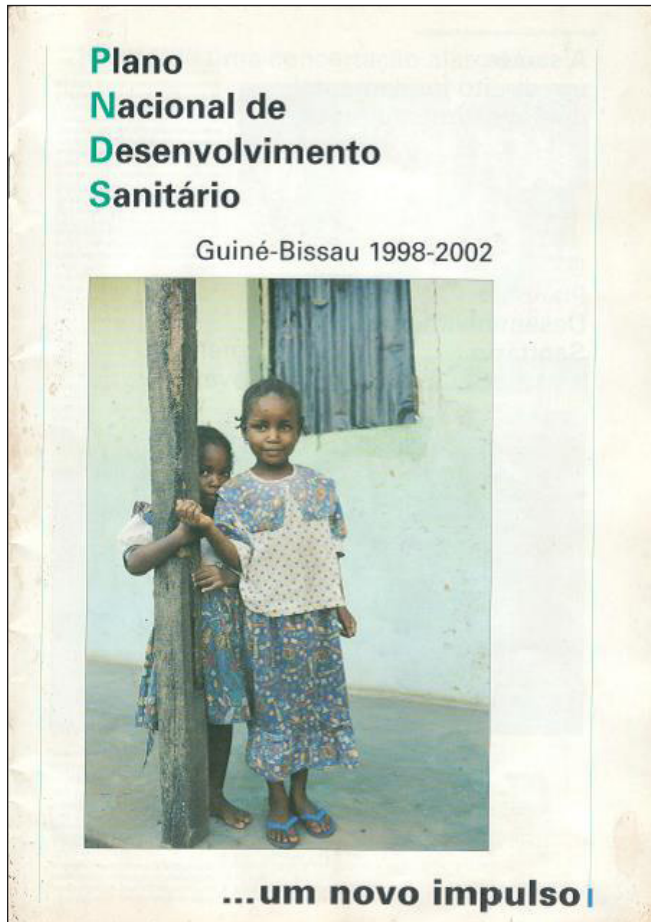 Plano
Nacional de
Desenvolvimento
Sanitário
Guiné-Bissau 1998-2002
...um novo impulso